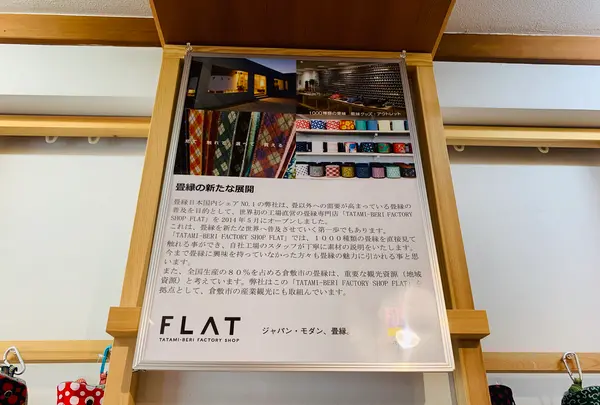 1000種類の畳縁 畳縁グッズ・アウトレット
畳縁の新たな展開
畳縁日本国内シェアNO.1の弊社は、畳以外への需要が高まっている畳縁の
普及を目的として、世界初の工場直営の畳縁専門店「TATAMI-BERI FACTORY
SHOP FLAT」を2014年5月にオープンしました。
これは、畳縁を新たな世界へ普及させていく第一歩でもあります。
「TATAMI-BERI FACTORY SHOP FLAT」では、1000種類の畳縁を直接見て
触れる事ができ、自社工場のスタッフが丁寧に素材の説明をいたします。
今まで畳縁に興味を持っていなかった方々も畳縁の魅力に引かれる事と思
います。
また、全国生産の80%を占める倉敷市の畳縁は、重要な観光資源（地域
資源）と考えています。弊社はこの「TATAMI-BERI FACTORY SHOP FLAT」を
拠点として、倉敷市の産業観光にも取組んでいます。
FLAT
TATAMI-BERI FACTORY SHOP
ジャパン・モダン、畳縁。